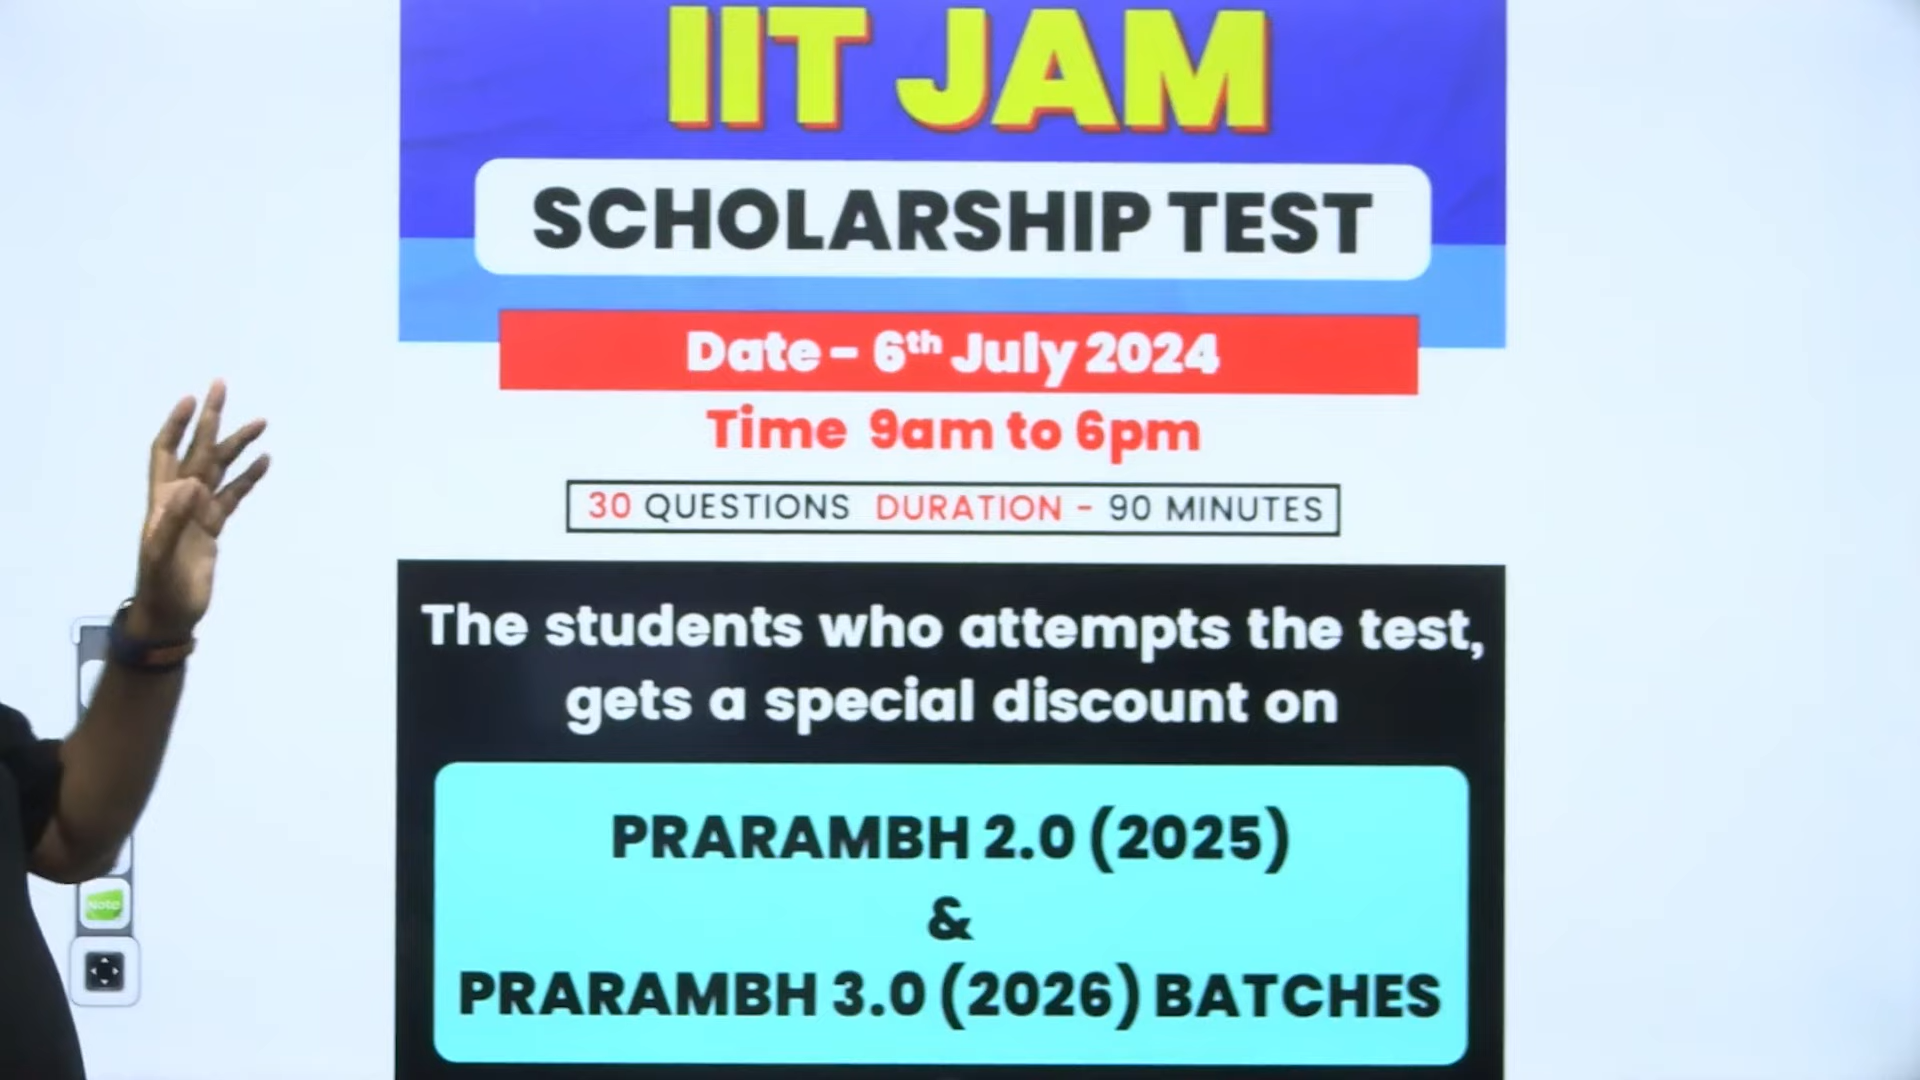 IIT JAM
SCHOLARSHIP TEST
Date - 6th July 2024
Time 9am to 6pm
30 QUESTIONS DURATION - 90 MINUTES
The students who attempts the test,
gets a special discount on
PRARAMBH 2.0 (2025)
&
PRARAMBH 3.0 (2026) BATCHES
Note